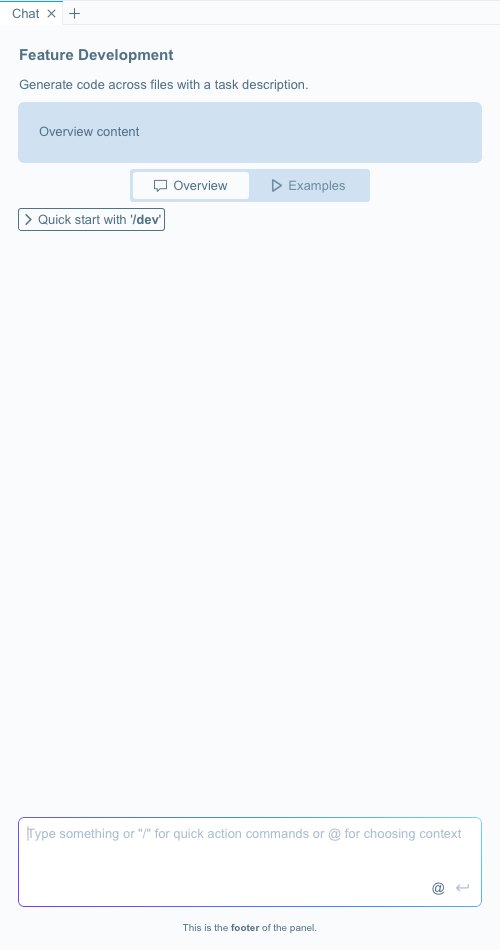 Chat
Feature Development
Generate code across files with a task description.
Overview content
Overview
Examples
Quick start with '/dev'
Type something or "/" for quick action commands or @ for choosing context
@
This is the footer of the panel.